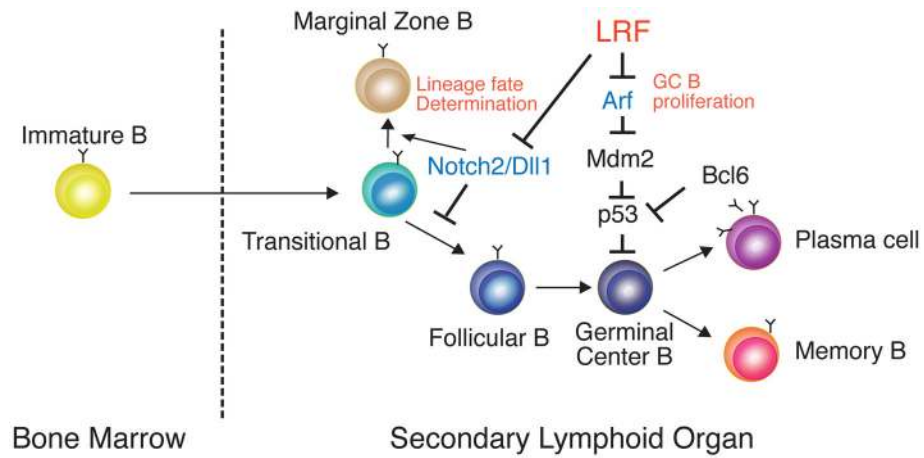 Marginal Zone B
LRF
Lineage fate
Determination
GC B
proliferation
Arf
Immature B
Notch2/Dll1
Mdm2
Bcl6
p53
Transitional B
Plasma cell
Follicular B
Germinal
Center B
Memory B
Bone Marrow
Secondary Lymphoid Organ